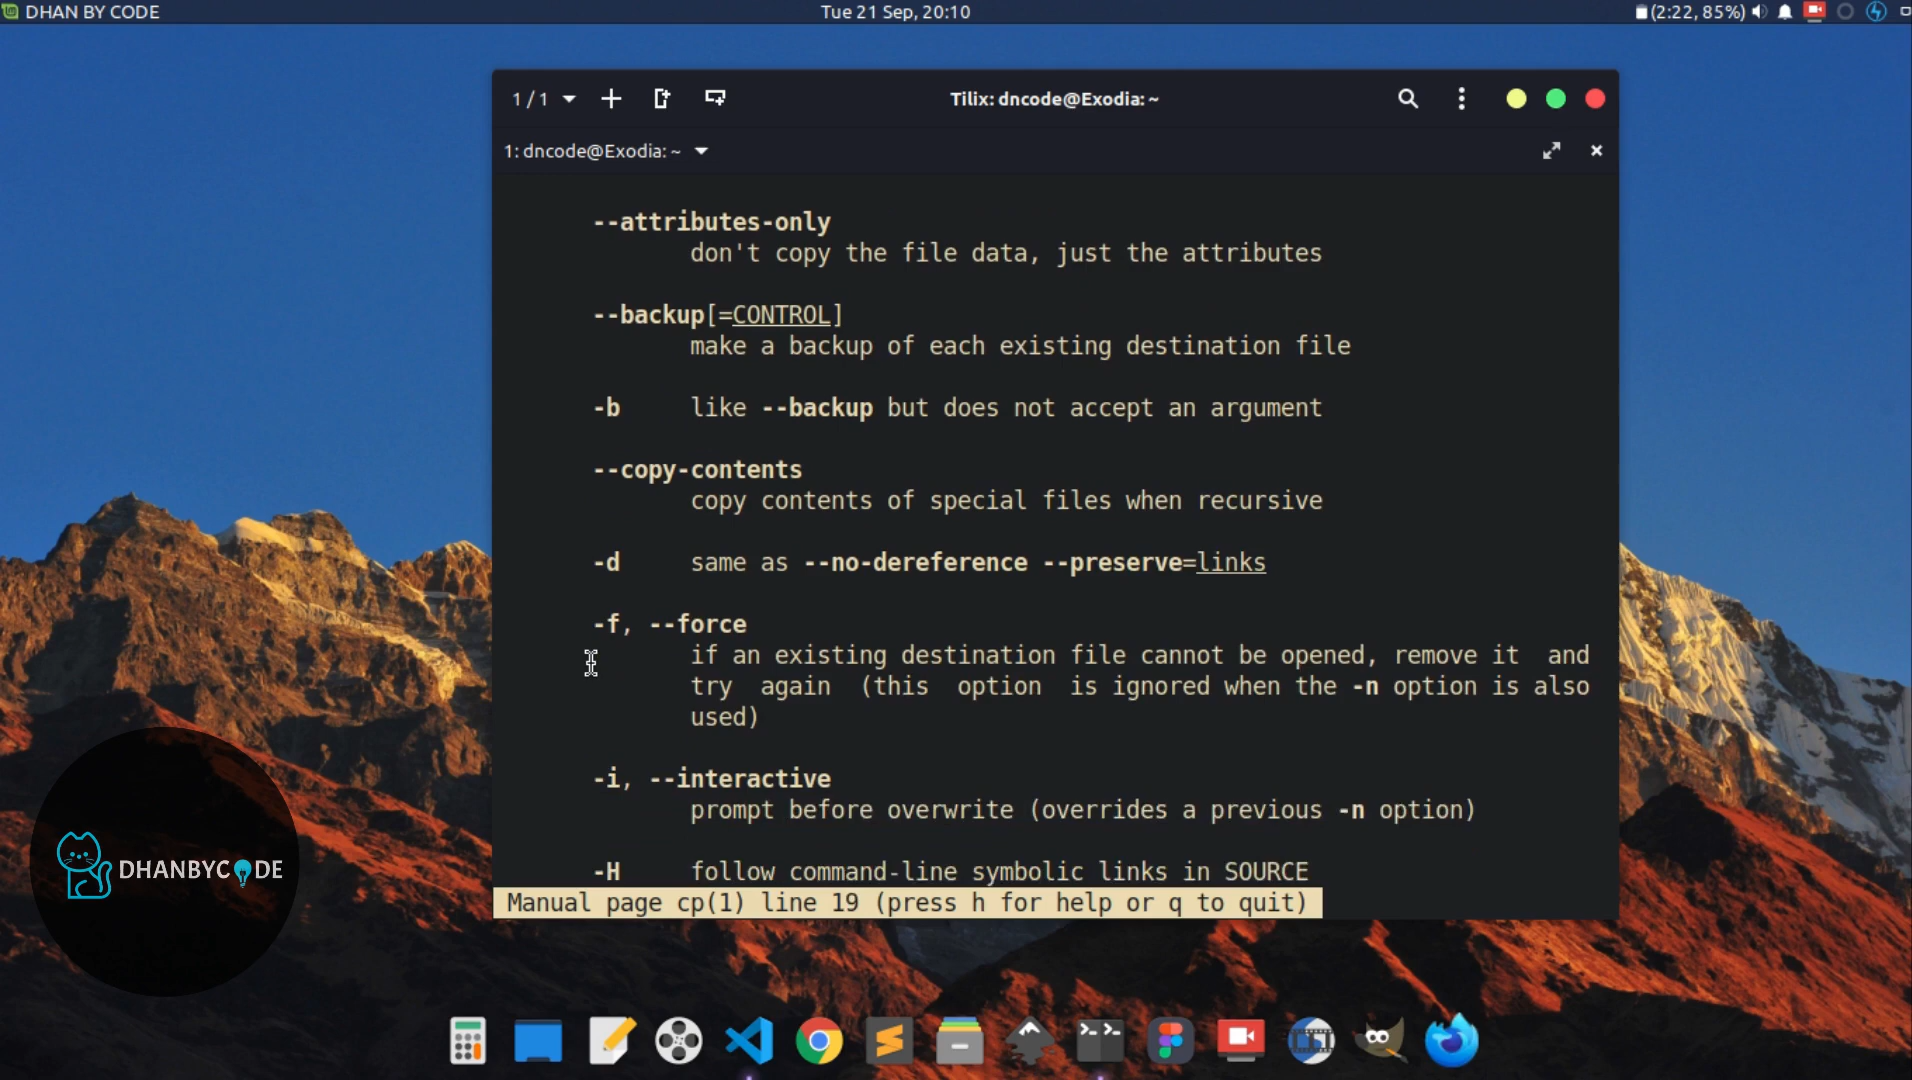 DHAN BY CODE
Tue 21 Sep, 20:10
(2:22, 85%)
1 / 1
Tilix: dncode@Exodia: ~
1: dncode@Exodia: ~
--attributes-only
don't copy the file data, just the attributes
--backup[=CONTROL]
make a backup of each existing destination file
-b like --backup but does not accept an argument
--copy-contents
copy contents of special files when recursive
-d same as --no-dereference --preserve=links
-f, --force
if an existing destination file cannot be opened, remove it and
try again (this option is ignored when the -n option is also
used)
-i, --interactive
prompt before overwrite (overrides a previous -n option)
-H follow command-line symbolic links in SOURCE
Manual page cp(1) line 19 (press h for help or q to quit)
DHANBYCODE